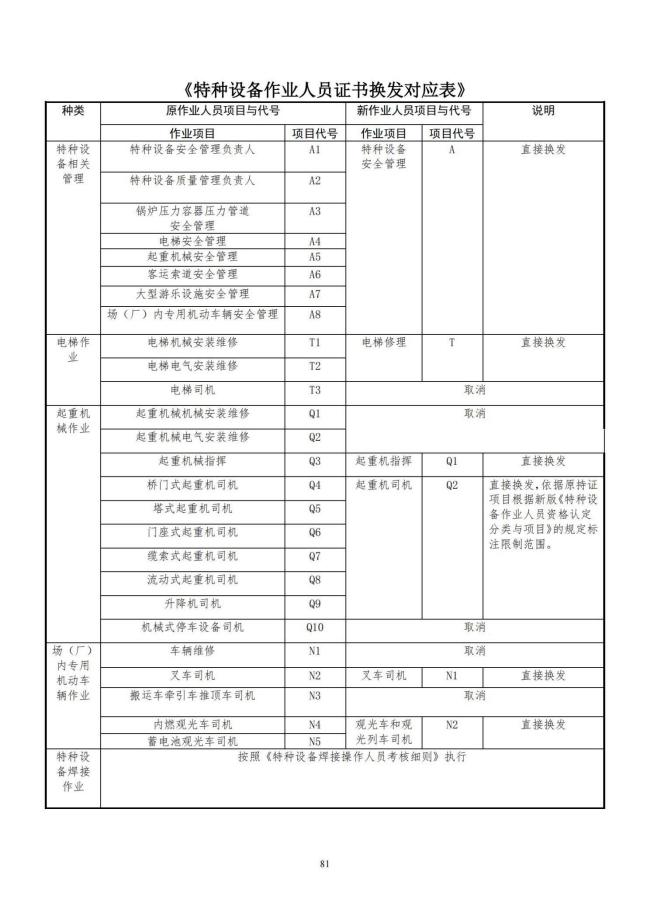 《特种设备作业人员证书换发对应表》
种类 原作业人员项目与代号 新作业人员项目与代号 说明
作业项目 项目代号 作业项目 项目代号
特种设备相关管理 特种设备安全管理负责人 A1 特种设备安全管理 A 直接换发
特种设备质量管理负责人 A2
锅炉压力容器压力管道安全管理 A3
电梯安全管理 A4
起重机械安全管理 A5
客运索道安全管理 A6
大型游乐设施安全管理 A7
场（厂）内专用机动车辆安全管理 A8
电梯作业 电梯机械安装维修 T1 电梯修理 T 直接换发
电梯电气安装维修 T2
电梯司机 T3 取消
起重机械作业 起重机械机械安装维修 Q1 取消
起重机械电气安装维修 Q2
起重机械指挥 Q3 起重机指挥 Q1 直接换发
桥门式起重机司机 Q4 起重机司机 Q2 直接换发，依据原持证项目根据新版《特种设备作业人员资格认定分类与项目》的规定标注限制范围。
塔式起重机司机 Q5
门座式起重机司机 Q6
缆索式起重机司机 Q7
流动式起重机司机 Q8
升降机司机 Q9
机械式停车设备司机 Q10 取消
场（厂）内专用机动车辆作业 车辆维修 N1 取消
叉车司机 N2 叉车司机 N1 直接换发
搬运车牵引车推顶车司机 N3 取消
内燃观光车司机 N4 观光车和观光列车司机 N2 直接换发
蓄电池观光车司机 N5
特种设备焊接作业 按照《特种设备焊接操作人员考核细则》执行
81